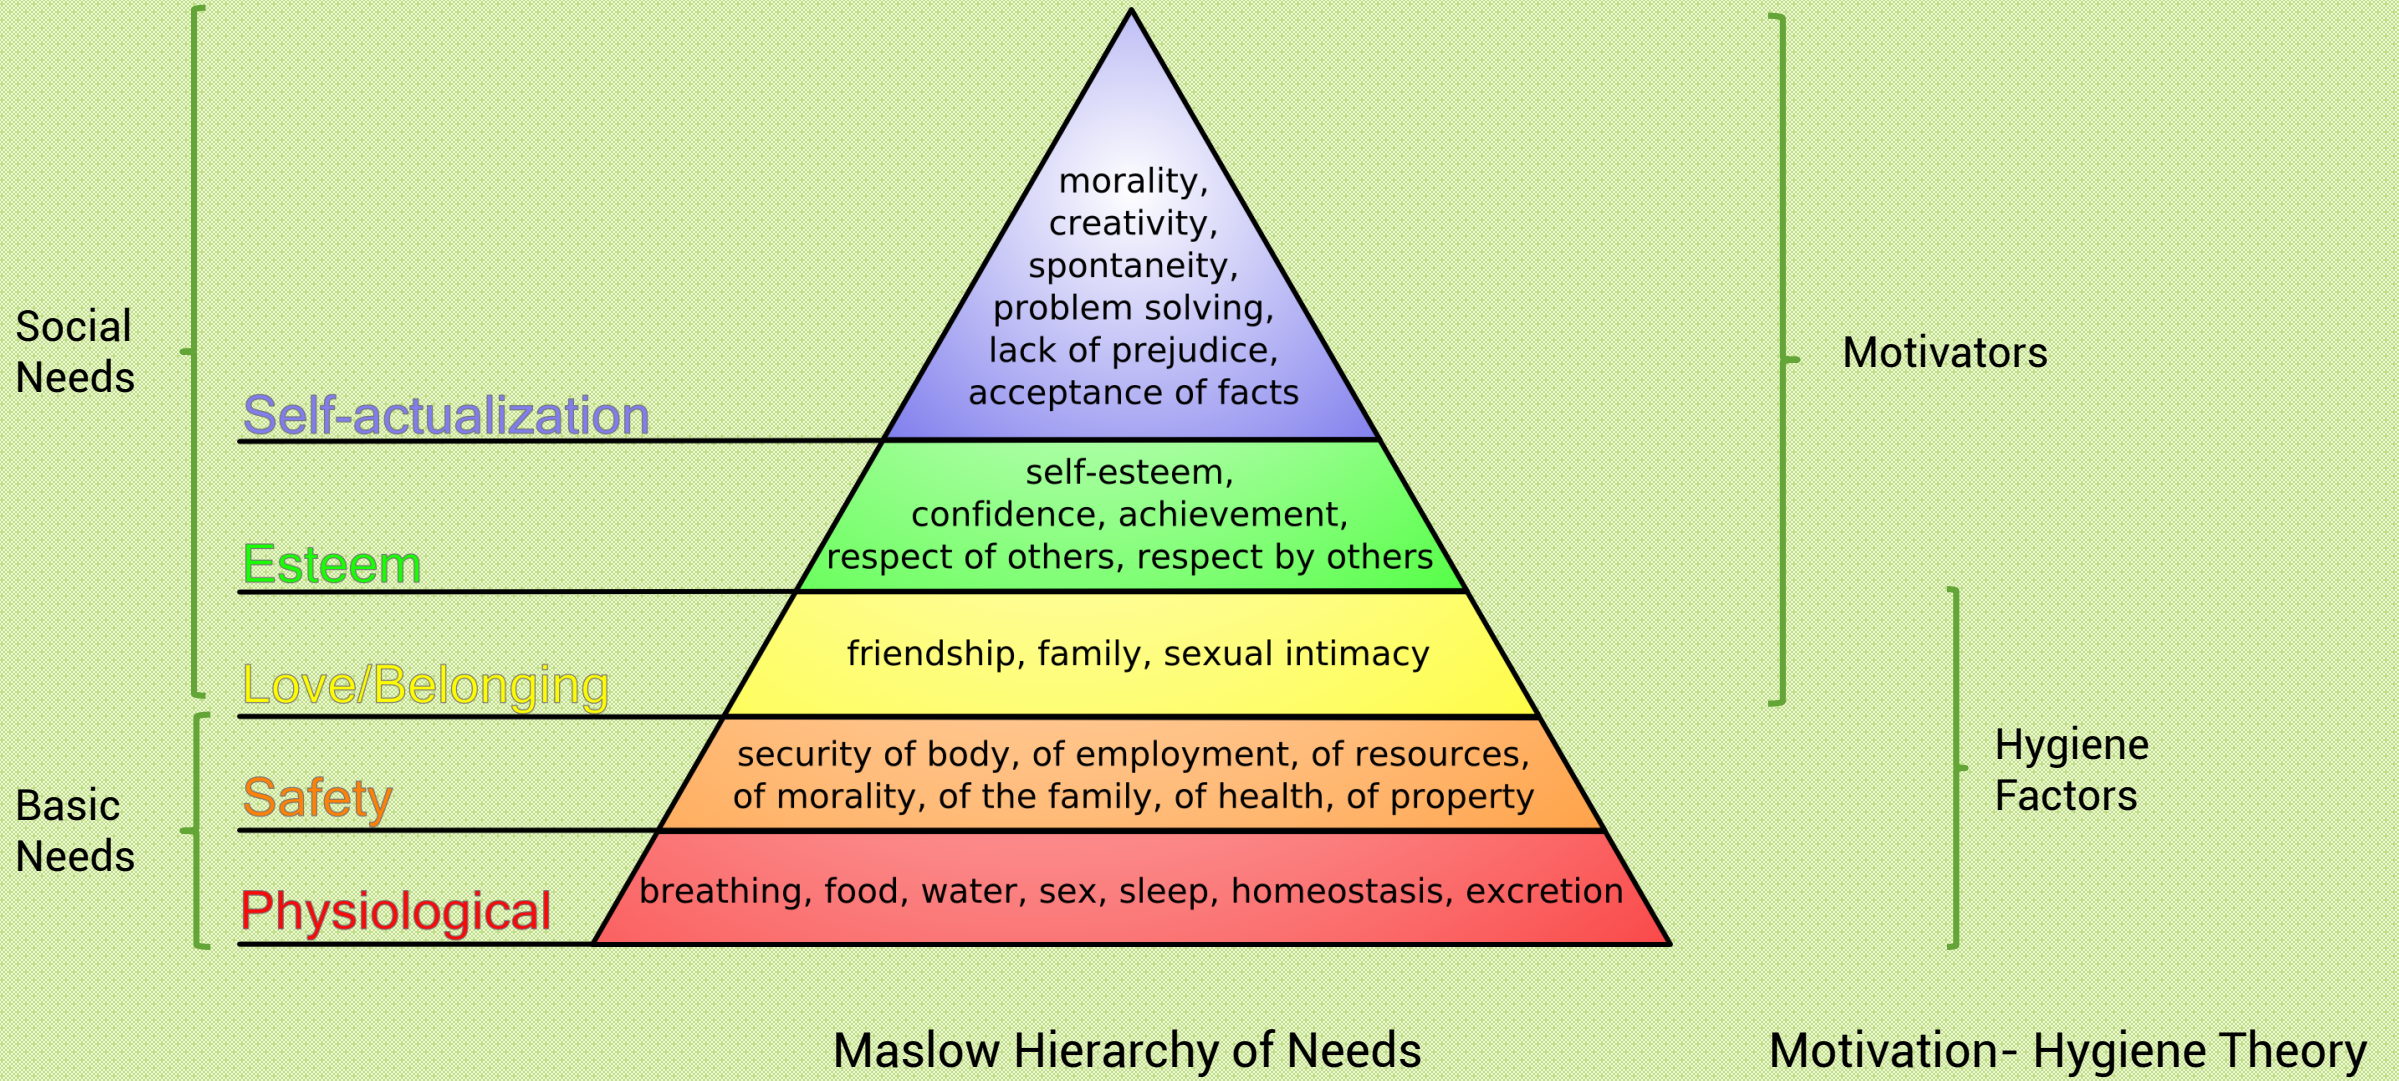 Social
Needs
Self-actualization
Esteem
Love/Belonging
Basic
Needs
Safety
Physiological
morality,
creativity,
spontaneity,
problem solving,
lack of prejudice,
acceptance of facts
self-esteem,
confidence, achievement,
respect of others, respect by others
friendship, family, sexual intimacy
security of body, of employment, of resources,
of morality, of the family, of health, of property
breathing, food, water, sex, sleep, homeostasis, excretion
Motivators
Hygiene
Factors
Maslow Hierarchy of Needs
Motivation- Hygiene Theory